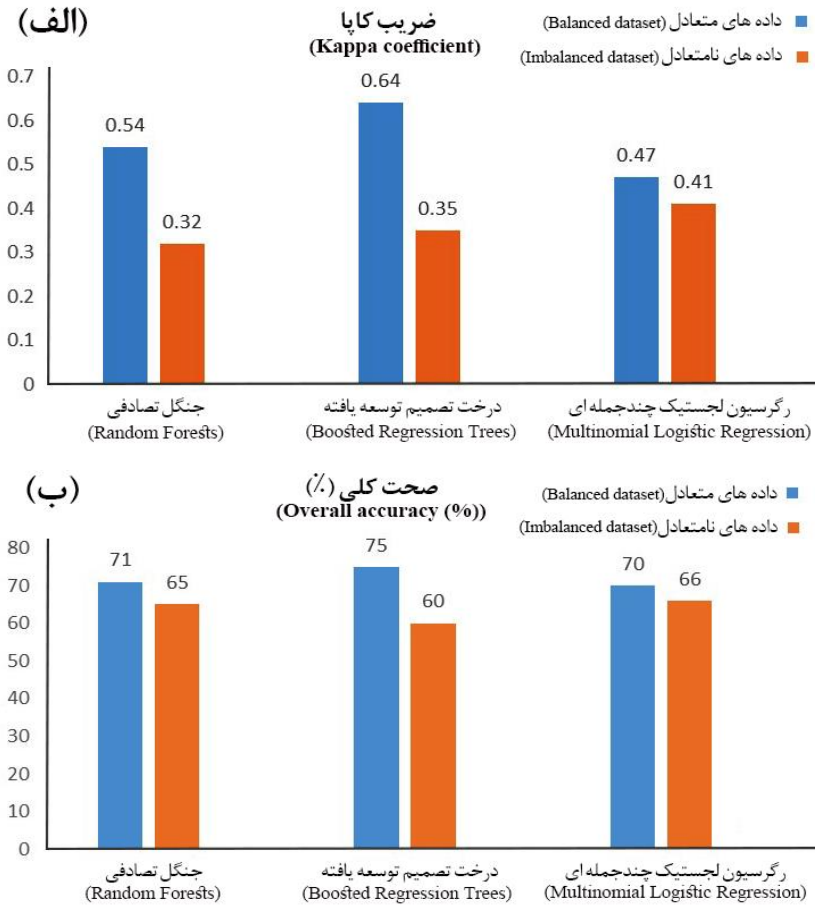 (الف)
ضریب کاپا
(Kappa coefficient)
داده های متعادل (Balanced dataset)
داده های نامتعادل (Imbalanced dataset)
0.7
0.6
0.5
0.4
0.3
0.2
0.1
0
0.54
0.32
0.64
0.35
0.47
0.41
جنگل تصادفی
(Random Forests)
درخت تصمیم توسعه یافته
(Boosted Regression Trees)
رگرسیون لجستیک چندجمله ای
(Multinomial Logistic Regression)
(ب)
صحت کلی (٪)
(Overall accuracy (%))
داده های متعادل (Balanced dataset)
داده های نامتعادل (Imbalanced dataset)
80
70
60
50
40
30
20
10
0
71
65
75
60
70
66
جنگل تصادفی
(Random Forests)
درخت تصمیم توسعه یافته
(Boosted Regression Trees)
رگرسیون لجستیک چندجمله ای
(Multinomial Logistic Regression)